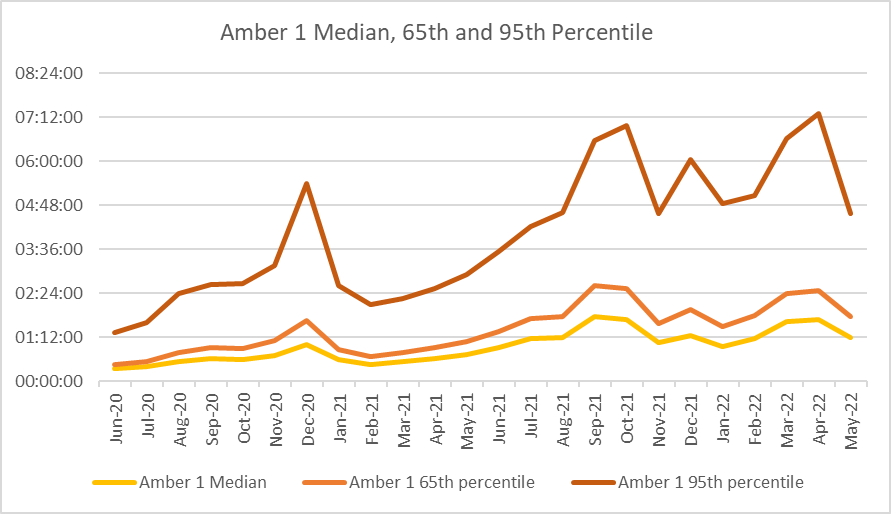 Amber 1 Median, 65th and 95th Percentile
08:24:00
07:12:00
06:00:00
04:48:00
03:36:00
02:24:00
01:12:00
00:00:00
Jun-20
Jul-20
Aug-20
Sep-20
Oct-20
Nov-20
Dec-20
Jan-21
Feb-21
Mar-21
Apr-21
May-21
Jun-21
Jul-21
Aug-21
Sep-21
Oct-21
Nov-21
Dec-21
Jan-22
Feb-22
Mar-22
Apr-22
May-22
Amber 1 Median Amber 1 65th percentile Amber 1 95th percentile